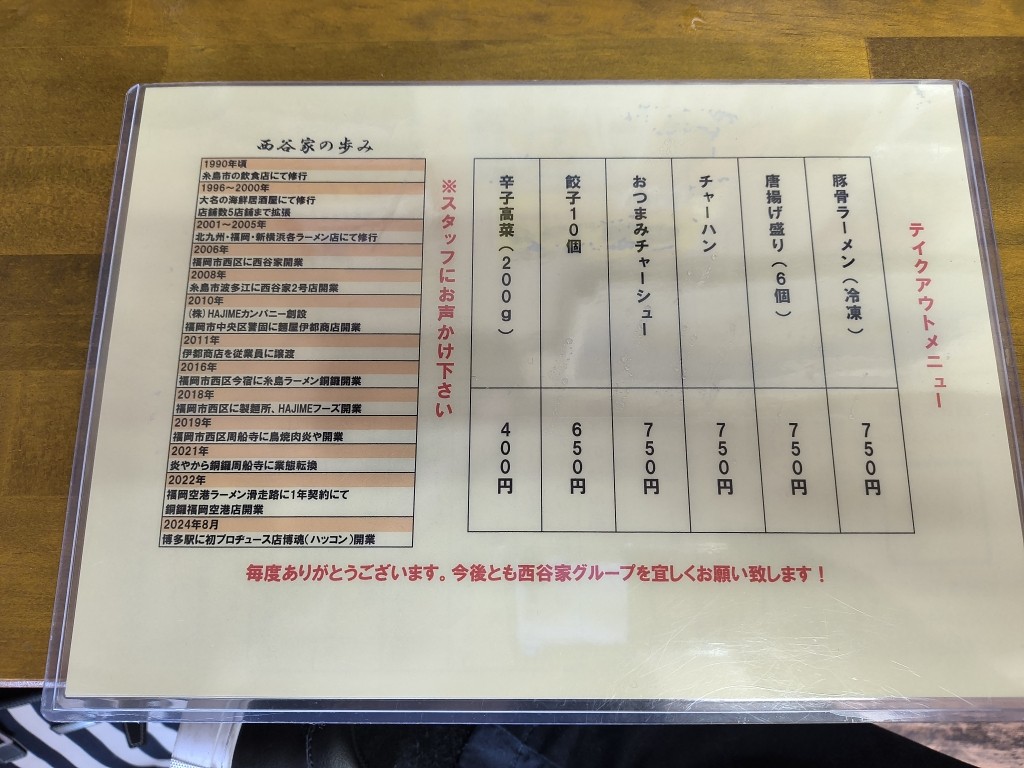 西谷家の歩み
1990年頃
糸島市の飲食店にて修行
1996～2000年
大名の海鮮居酒屋にて修行
店舗数5店舗まで拡張
2001～2005年
北九州・福岡・新横浜各ラーメン店にて修行
2006年
福岡市西区に西谷家開業
2008年
糸島市波多江に西谷家2号店開業
2010年
(株)HAJIMEカンパニー創設
福岡市中央区警固に麺屋伊都商店開業
2011年
伊都商店を従業員に譲渡
2016年
福岡市西区今宿に糸島ラーメン銅鑼開業
2018年
福岡市西区に製麺所、HAJIMEフーズ開業
2019年
福岡市西区周船寺に鳥焼肉炎や開業
2021年
炎やから銅鑼周船寺に業態転換
2022年
福岡空港ラーメン滑走路に1年契約にて
銅鑼福岡空港店開業
2024年8月
博多駅に初プロヂュース店博魂(ハッコン)開業
テイクアウトメニュー
豚骨ラーメン(冷凍) 750円
唐揚げ盛り(6個) 750円
チャーハン 750円
おつまみチャーシュー 750円
餃子10個 650円
辛子高菜(200g) 400円
※スタッフにお声かけ下さい
毎度ありがとうございます。今後とも西谷家グループを宜しくお願い致します！